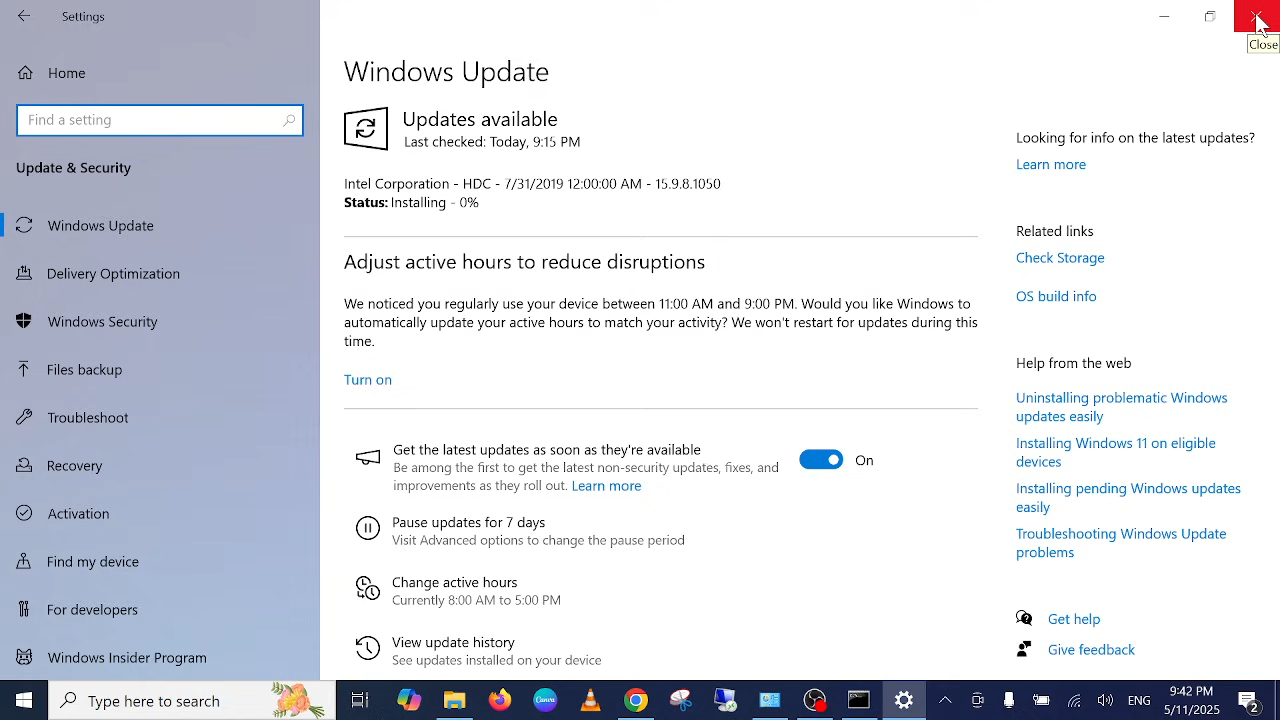 Settings
Close
Home
Find a setting
Update & Security
Windows Update
Delivery Optimization
Windows Security
Files backup
Troubleshoot
Recovery
Activation
Find my device
For developers
Windows Insider Program
Windows Update
Updates available
Last checked: Today, 9:15 PM
Intel Corporation - HDC - 7/31/2019 12:00:00 AM - 15.9.8.1050
Status: Installing - 0%
Adjust active hours to reduce disruptions
We noticed you regularly use your device between 11:00 AM and 9:00 PM. Would you like Windows to
automatically update your active hours to match your activity? We won't restart for updates during this
time.
Turn on
Get the latest updates as soon as they're available
Be among the first to get the latest non-security updates, fixes, and
improvements as they roll out. Learn more
On
Pause updates for 7 days
Visit Advanced options to change the pause period
Change active hours
Currently 8:00 AM to 5:00 PM
View update history
See updates installed on your device
Looking for info on the latest updates?
Learn more
Related links
Check Storage
OS build info
Help from the web
Uninstalling problematic Windows
updates easily
Installing Windows 11 on eligible
devices
Installing pending Windows updates
easily
Troubleshooting Windows Update
problems
Get help
Give feedback
Type here to search
Canva
ENG
9:42 PM
5/11/2025
2